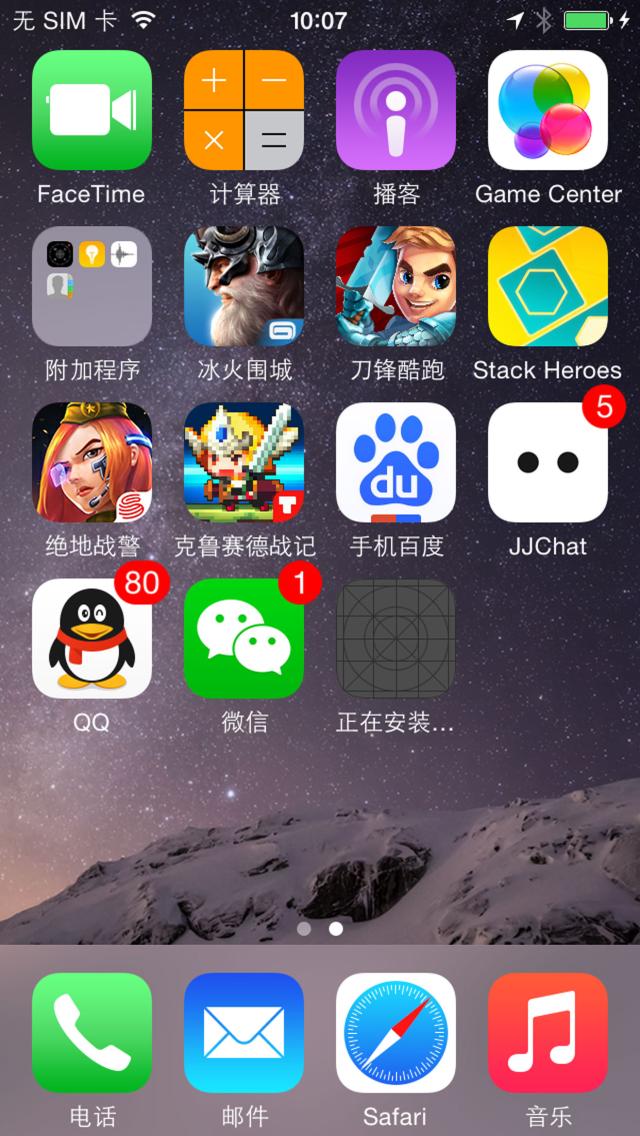 无 SIM 卡
10:07
FaceTime
计算器
播客
Game Center
附加程序
冰火围城
刀锋酷跑
Stack Heroes
5
绝地战警
克鲁赛德战记
du
手机百度
JJChat
80
1
QQ
微信
正在安装...
电话
邮件
Safari
音乐